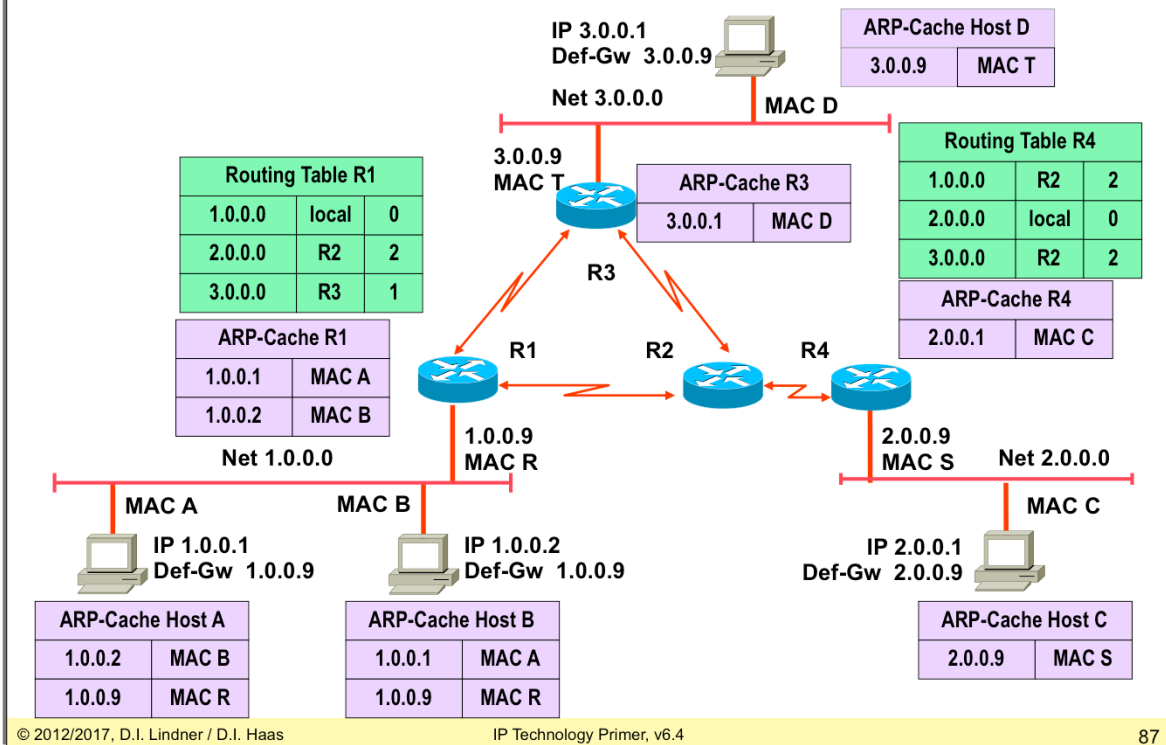 IP 3.0.0.1
Def-Gw 3.0.0.9
ARP-Cache Host D
3.0.0.9 MAC T
Net 3.0.0.0
MAC D
3.0.0.9
MAC T
Routing Table R1
1.0.0.0 local 0
2.0.0.0 R2 2
3.0.0.0 R3 1
ARP-Cache R3
3.0.0.1 MAC D
Routing Table R4
1.0.0.0 R2 2
2.0.0.0 local 0
3.0.0.0 R2 2
ARP-Cache R4
2.0.0.1 MAC C
R3
ARP-Cache R1
1.0.0.1 MAC A
1.0.0.2 MAC B
R1
R2
R4
1.0.0.9
MAC R
Net 1.0.0.0
2.0.0.9
MAC S
Net 2.0.0.0
MAC A
MAC B
MAC C
IP 1.0.0.1
Def-Gw 1.0.0.9
IP 1.0.0.2
Def-Gw 1.0.0.9
IP 2.0.0.1
Def-Gw 2.0.0.9
ARP-Cache Host A
1.0.0.2 MAC B
1.0.0.9 MAC R
ARP-Cache Host B
1.0.0.1 MAC A
1.0.0.9 MAC R
ARP-Cache Host C
2.0.0.9 MAC S
© 2012/2017, D.I. Lindner / D.I. Haas
IP Technology Primer, v6.4
87